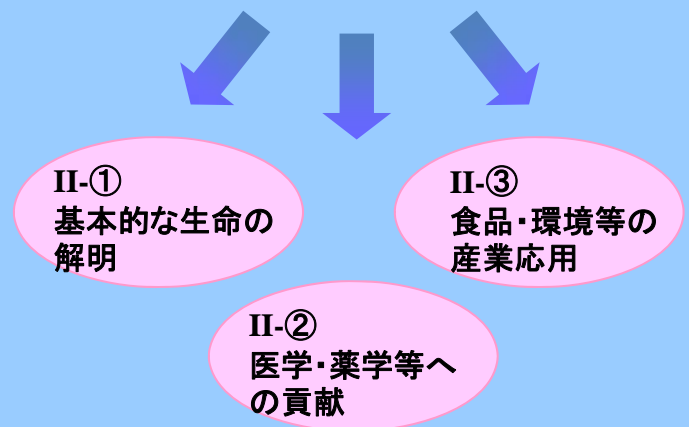 II-①
基本的な生命の
解明
II-③
食品・環境等の
産業応用
II-②
医学・薬学等へ
の貢献